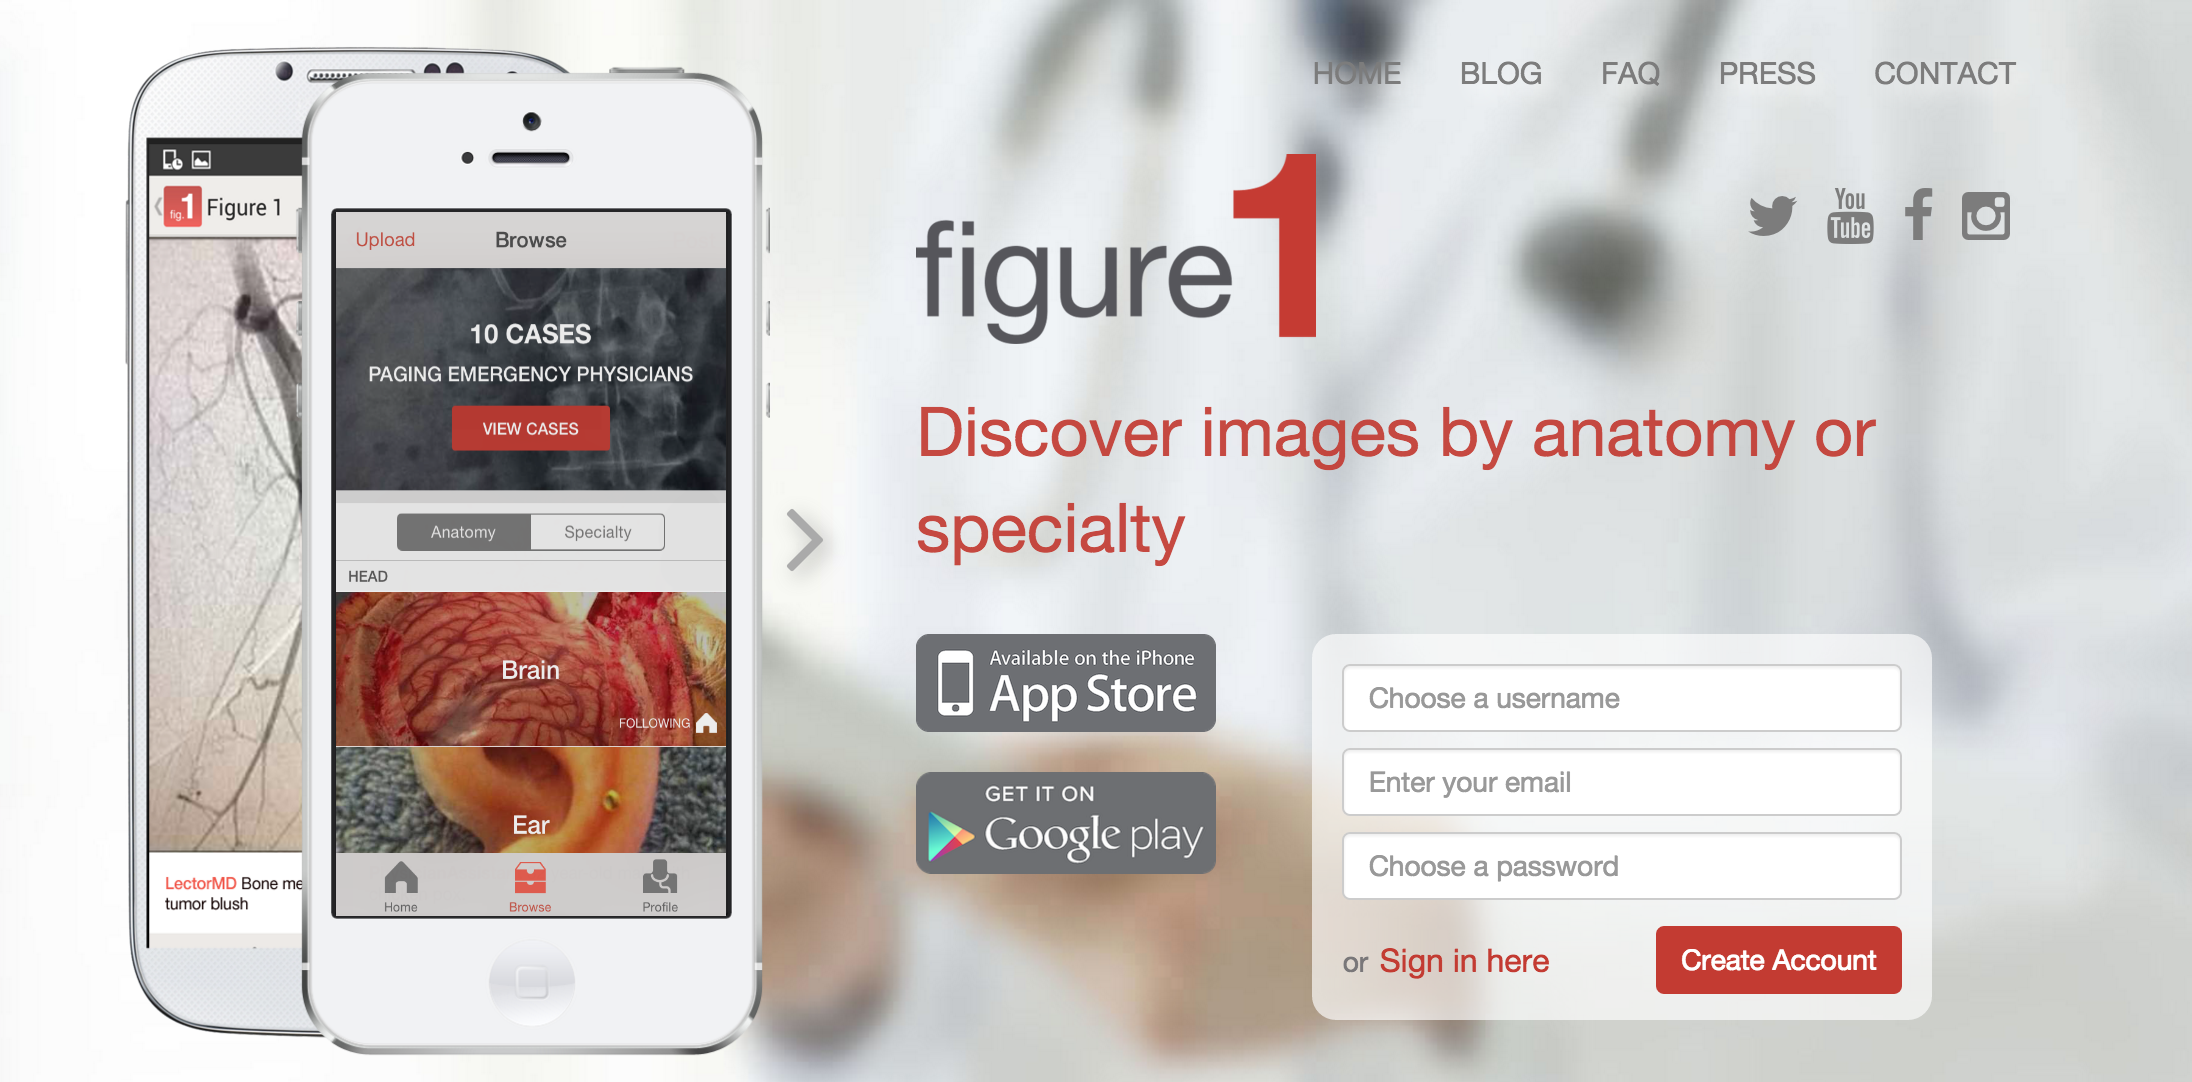 HOME BLOG FAQ PRESS CONTACT
figure1
You
Tube
Discover images by anatomy or
specialty
Available on the iPhone
App Store
GET IT ON
Google play
Choose a username
Enter your email
Choose a password
or Sign in here
Create Account
fig.1 Figure 1
LectorMD Bone me
tumor blush
Upload Browse
10 CASES
PAGING EMERGENCY PHYSICIANS
VIEW CASES
Anatomy Specialty
HEAD
Brain
FOLLOWING
Ear
Home Browse Profile